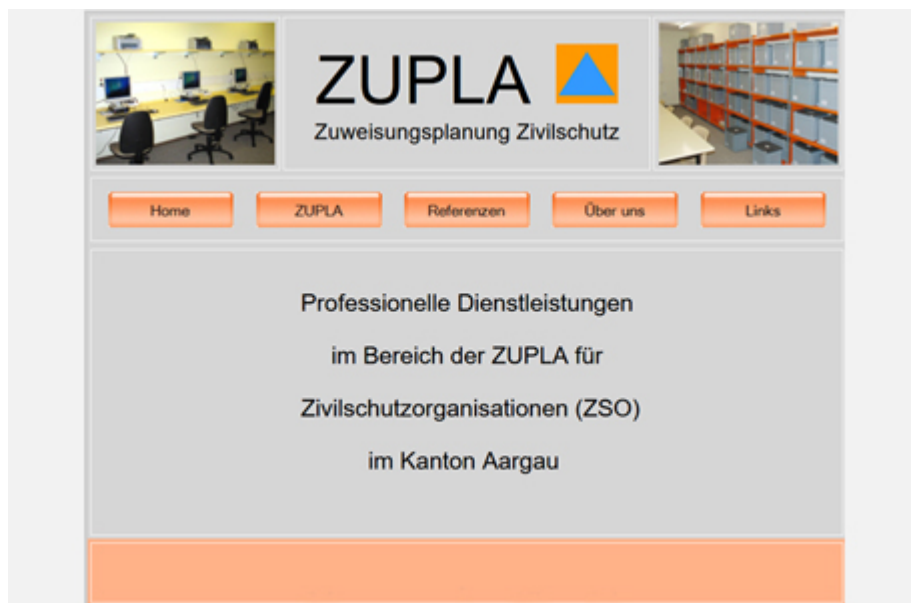 ZUPLA
Zuweisungsplanung Zivilschutz
Home
ZUPLA
Referenzen
Über uns
Links
Professionelle Dienstleistungen
im Bereich der ZUPLA für
Zivilschutzorganisationen (ZSO)
im Kanton Aargau